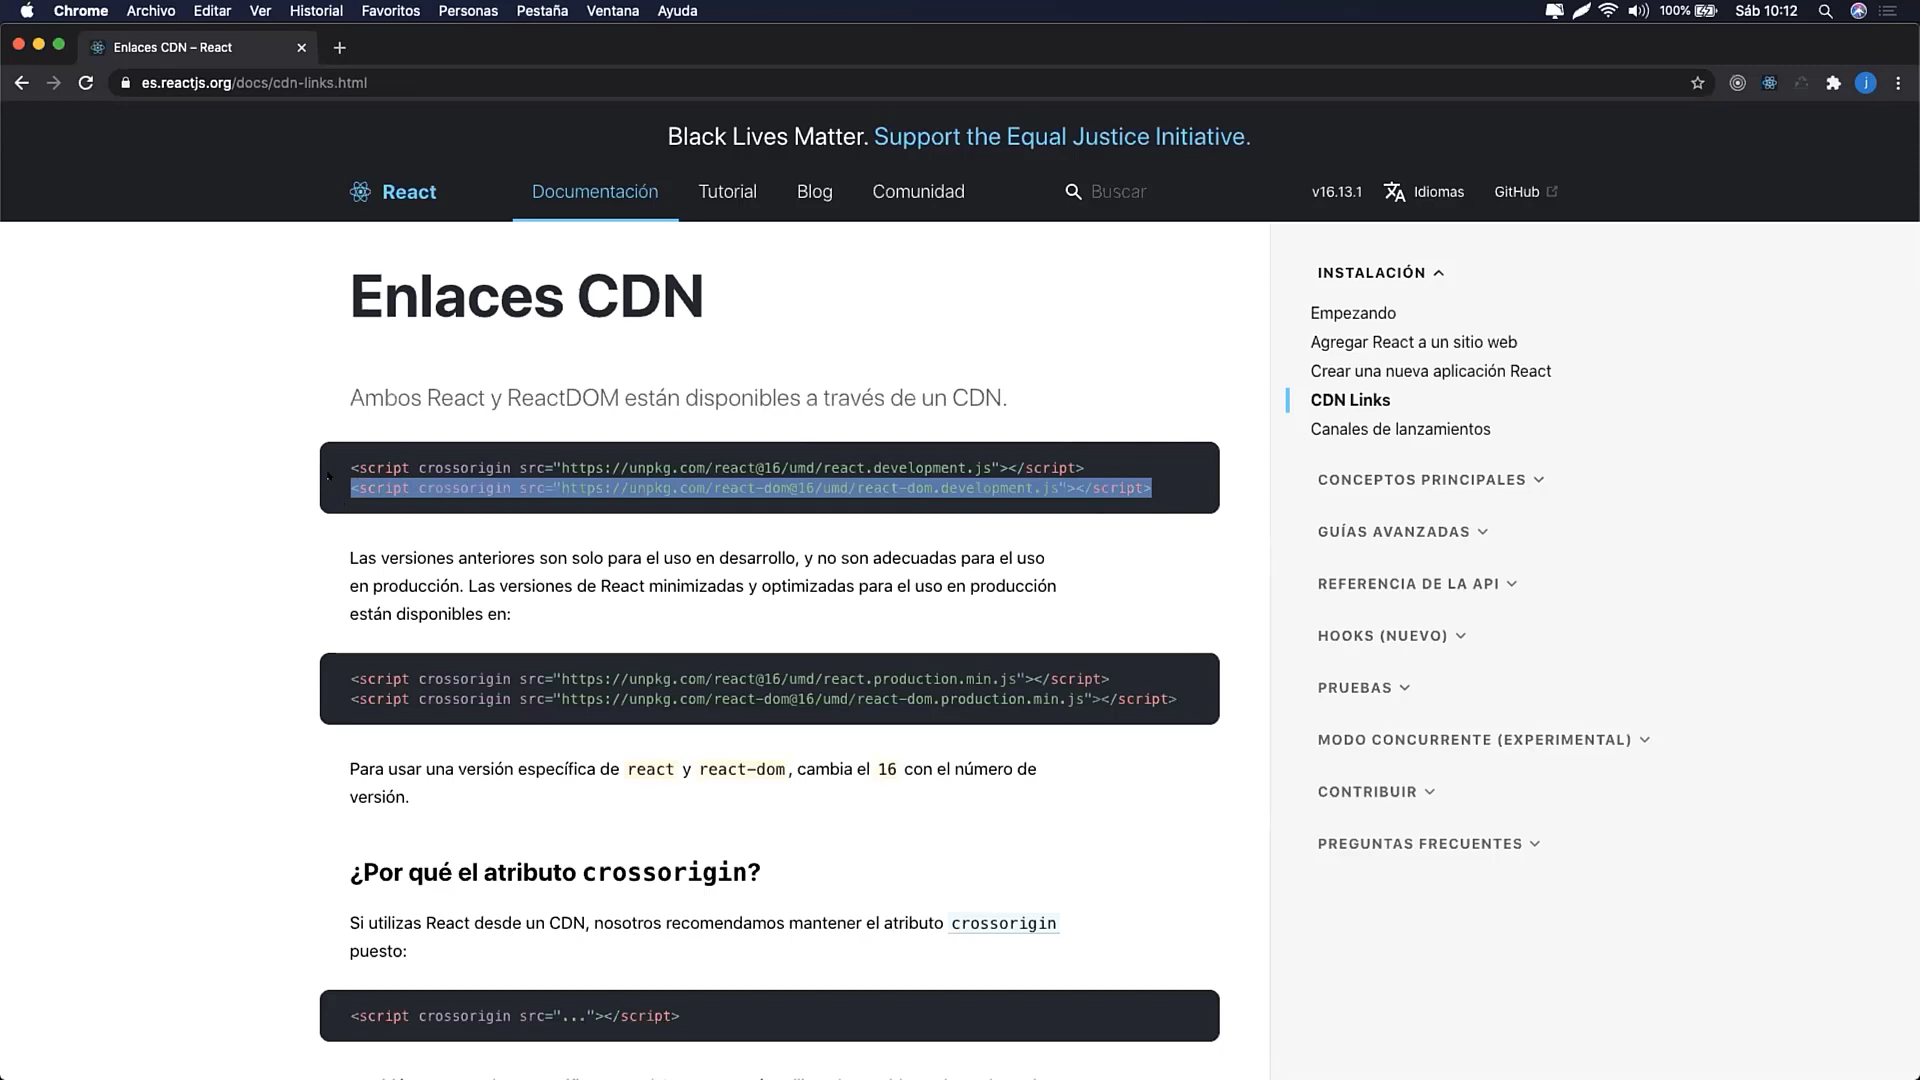 Chrome Archivo Editar Ver Historial Favoritos Personas Pestaña Ventana Ayuda 100% Sáb 10:12
Enlaces CDN – React
es.reactjs.org/docs/cdn-links.html
j
Black Lives Matter. Support the Equal Justice Initiative.
React Documentación Tutorial Blog Comunidad Buscar v16.13.1 Idiomas GitHub
Enlaces CDN
Ambos React y ReactDOM están disponibles a través de un CDN.
<script crossorigin src="https://unpkg.com/react@16/umd/react.development.js"></script>
<script crossorigin src="https://unpkg.com/react-dom@16/umd/react-dom.development.js"></script>
Las versiones anteriores son solo para el uso en desarrollo, y no son adecuadas para el uso
en producción. Las versiones de React minimizadas y optimizadas para el uso en producción
están disponibles en:
<script crossorigin src="https://unpkg.com/react@16/umd/react.production.min.js"></script>
<script crossorigin src="https://unpkg.com/react-dom@16/umd/react-dom.production.min.js"></script>
Para usar una versión específica de react y react-dom, cambia el 16 con el número de
versión.
¿Por qué el atributo crossorigin?
Si utilizas React desde un CDN, nosotros recomendamos mantener el atributo crossorigin
puesto:
<script crossorigin src="..."></script>
INSTALACIÓN
Empezando
Agregar React a un sitio web
Crear una nueva aplicación React
CDN Links
Canales de lanzamientos
CONCEPTOS PRINCIPALES
GUÍAS AVANZADAS
REFERENCIA DE LA API
HOOKS (NUEVO)
PRUEBAS
MODO CONCURRENTE (EXPERIMENTAL)
CONTRIBUIR
PREGUNTAS FRECUENTES